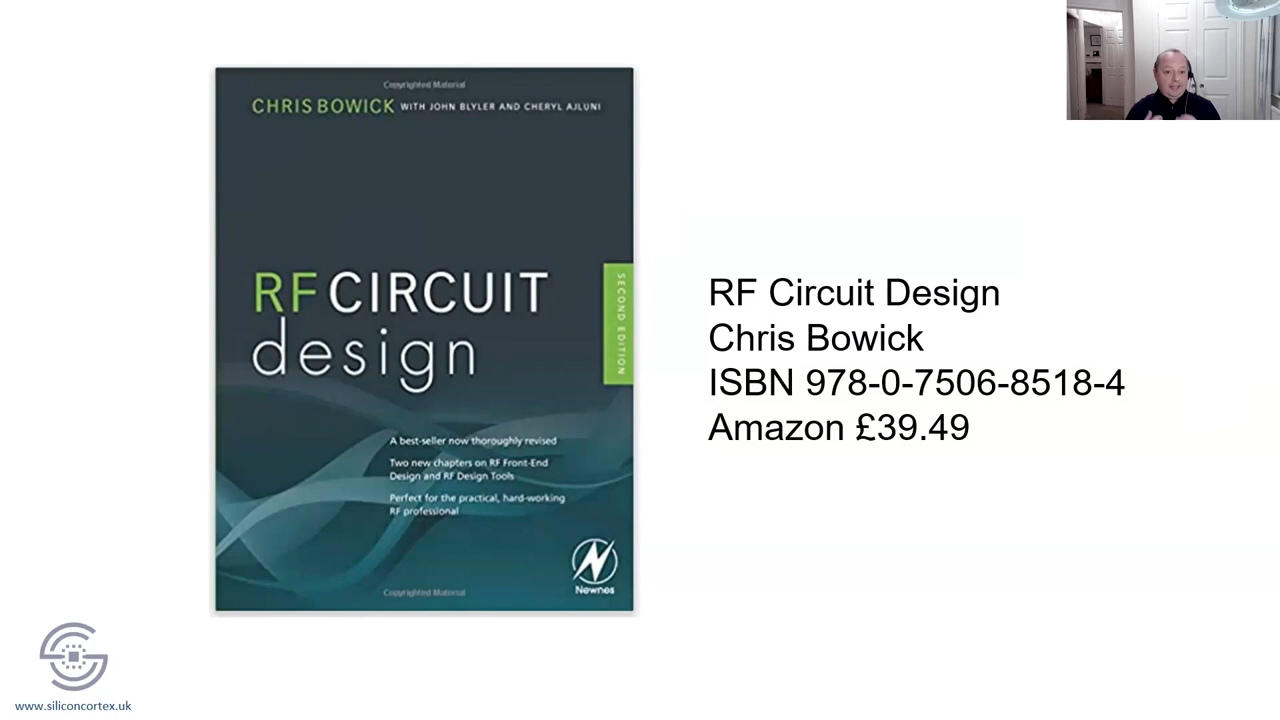 Copyrighted Material
CHRIS BOWICK WITH JOHN BLYLER AND CHERYL AJLUNI
RF CIRCUIT
design
SECOND EDITION
A best-seller now thoroughly revised
Two new chapters on RF Front-End
Design and RF Design Tools
Perfect for the practical, hard-working
RF professional
Newnes
Copyrighted Material
RF Circuit Design
Chris Bowick
ISBN 978-0-7506-8518-4
Amazon £39.49
www.siliconcortex.uk